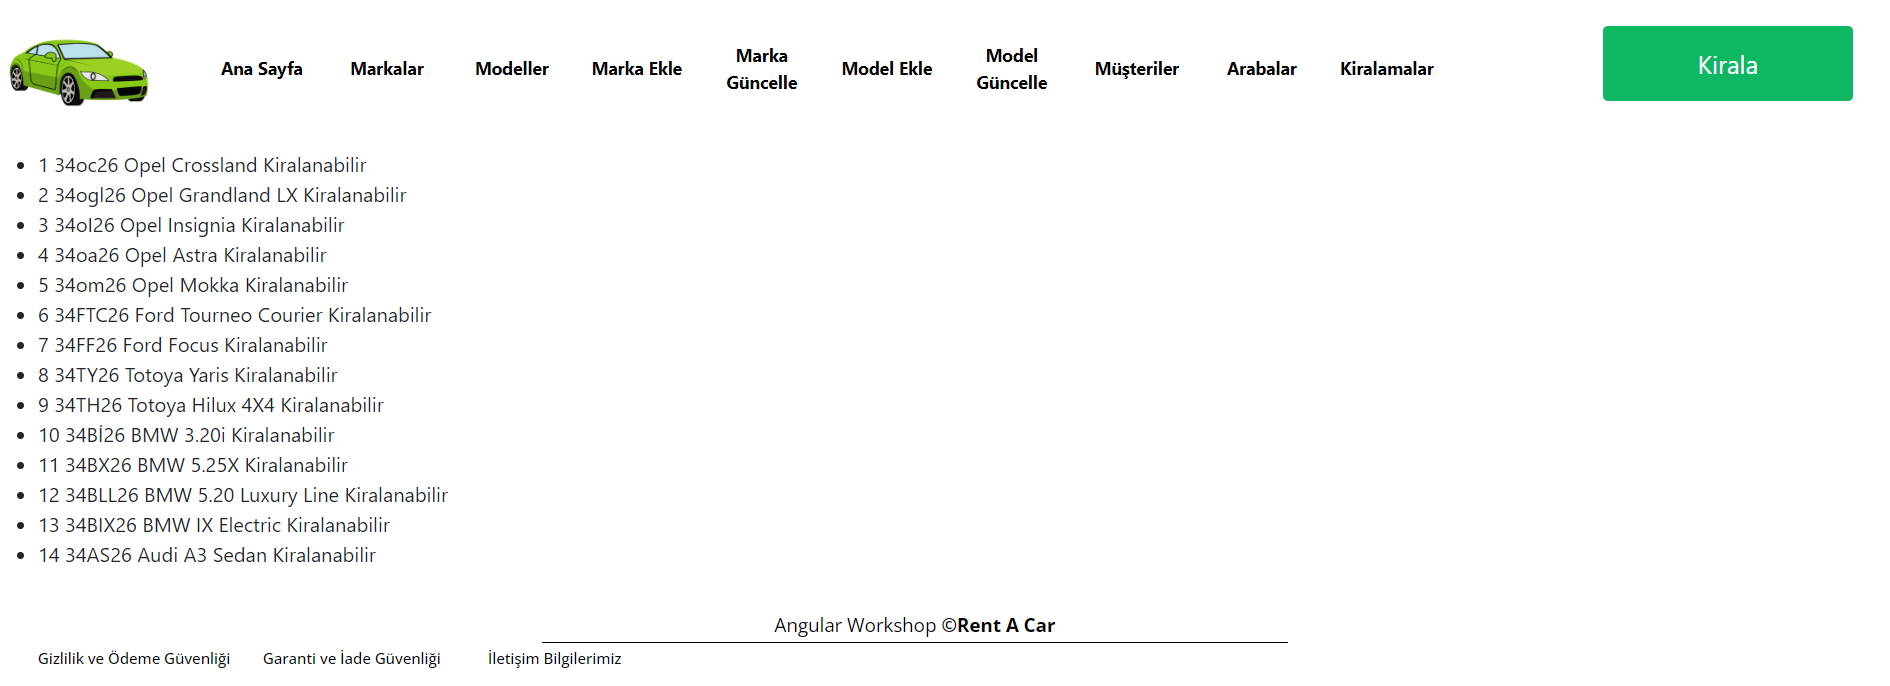 Ana Sayfa Markalar Modeller Marka Ekle Marka Güncelle Model Ekle Model Güncelle Müşteriler Arabalar Kiralamalar Kirala
1 34oc26 Opel Crossland Kiralanabilir
2 34ogl26 Opel Grandland LX Kiralanabilir
3 34oI26 Opel Insignia Kiralanabilir
4 34oa26 Opel Astra Kiralanabilir
5 34om26 Opel Mokka Kiralanabilir
6 34FTC26 Ford Tourneo Courier Kiralanabilir
7 34FF26 Ford Focus Kiralanabilir
8 34TY26 Totoya Yaris Kiralanabilir
9 34TH26 Totoya Hilux 4X4 Kiralanabilir
10 34Bİ26 BMW 3.20i Kiralanabilir
11 34BX26 BMW 5.25X Kiralanabilir
12 34BLL26 BMW 5.20 Luxury Line Kiralanabilir
13 34BIX26 BMW IX Electric Kiralanabilir
14 34AS26 Audi A3 Sedan Kiralanabilir
Angular Workshop ©Rent A Car
Gizlilik ve Ödeme Güvenliği Garanti ve İade Güvenliği İletişim Bilgilerimiz